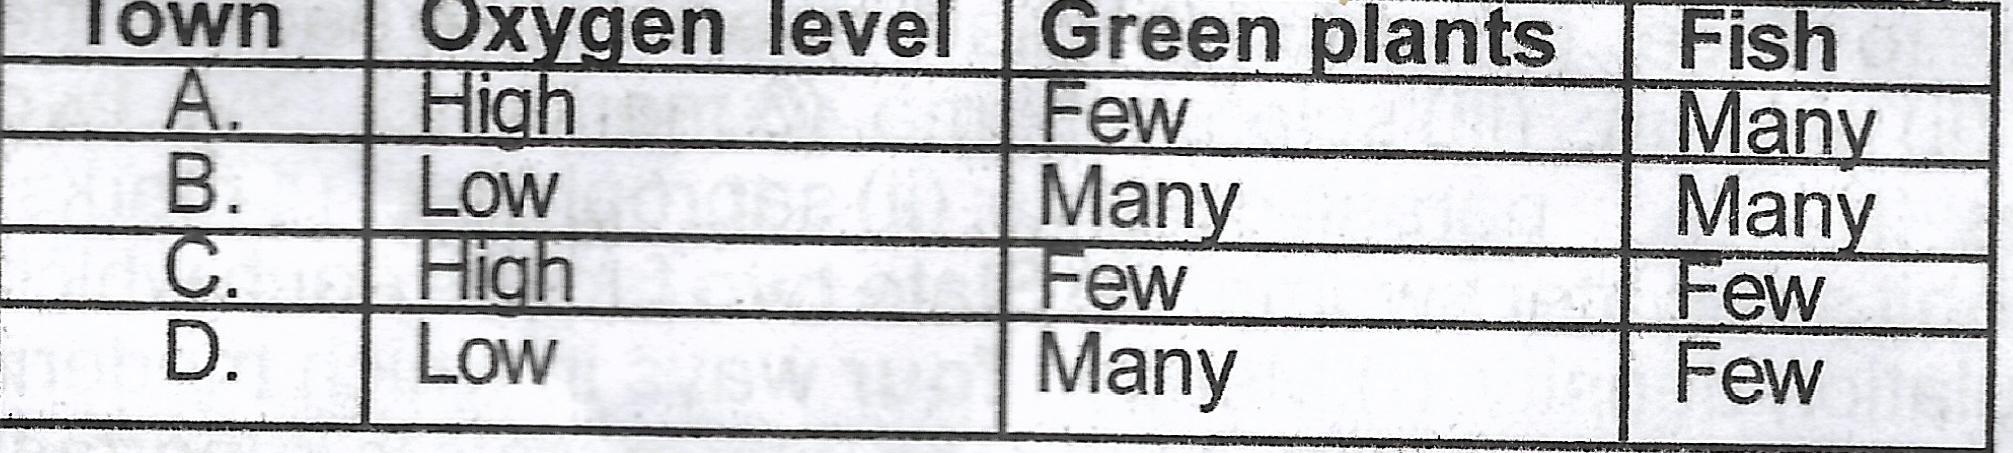 Town Oxygen level Green plants Fish
A. High Few Many
B. Low Many Many
C. High Few Few
D. Low Many Few